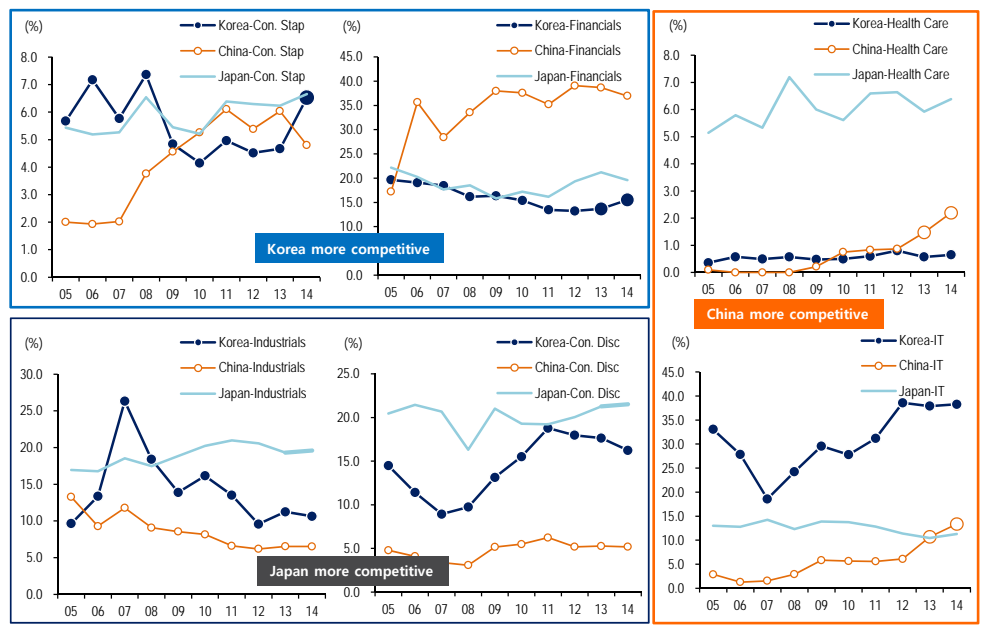 (%)
Korea-Con. Stap
China-Con. Stap
Japan-Con. Stap
8.0
7.0
6.0
5.0
4.0
3.0
2.0
1.0
0.0
05 06 07 08 09 10 11 12 13 14
(%)
Korea-Financials
China-Financials
Japan-Financials
45.0
40.0
35.0
30.0
25.0
20.0
15.0
10.0
0.0
05 06 07 08 09 10 11 12 13 14
Korea more competitive
(%)
Korea-Health Care
China-Health Care
Japan-Health Care
8.0
7.0
6.0
5.0
4.0
3.0
2.0
1.0
0.0
05 06 07 08 09 10 11 12 13 14
China more competitive
(%)
Korea-Industrials
China-Industrials
Japan-Industrials
30.0
25.0
20.0
15.0
10.0
5.0
0.0
05 06 07 08 09 10 11 12 13 14
(%)
Korea-Con. Disc
China-Con. Disc
Japan-Con. Disc
25.0
20.0
15.0
10.0
5.0
0.0
05 06 07 08 09 10 11 12 13 14
Japan more competitive
(%)
Korea-IT
China-IT
Japan-IT
45.0
40.0
35.0
30.0
25.0
20.0
15.0
10.0
5.0
0.0
05 06 07 08 09 10 11 12 13 14